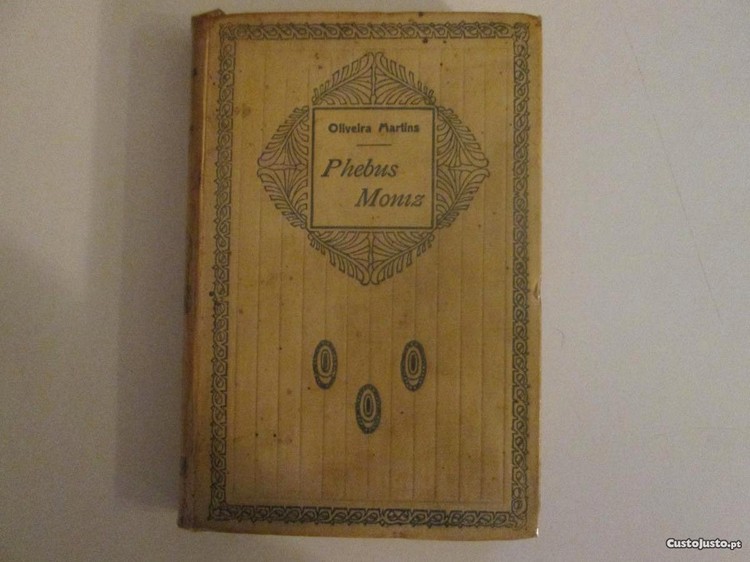 Oliveira Martins
Phebus
Moniz
CustoJusto.pt